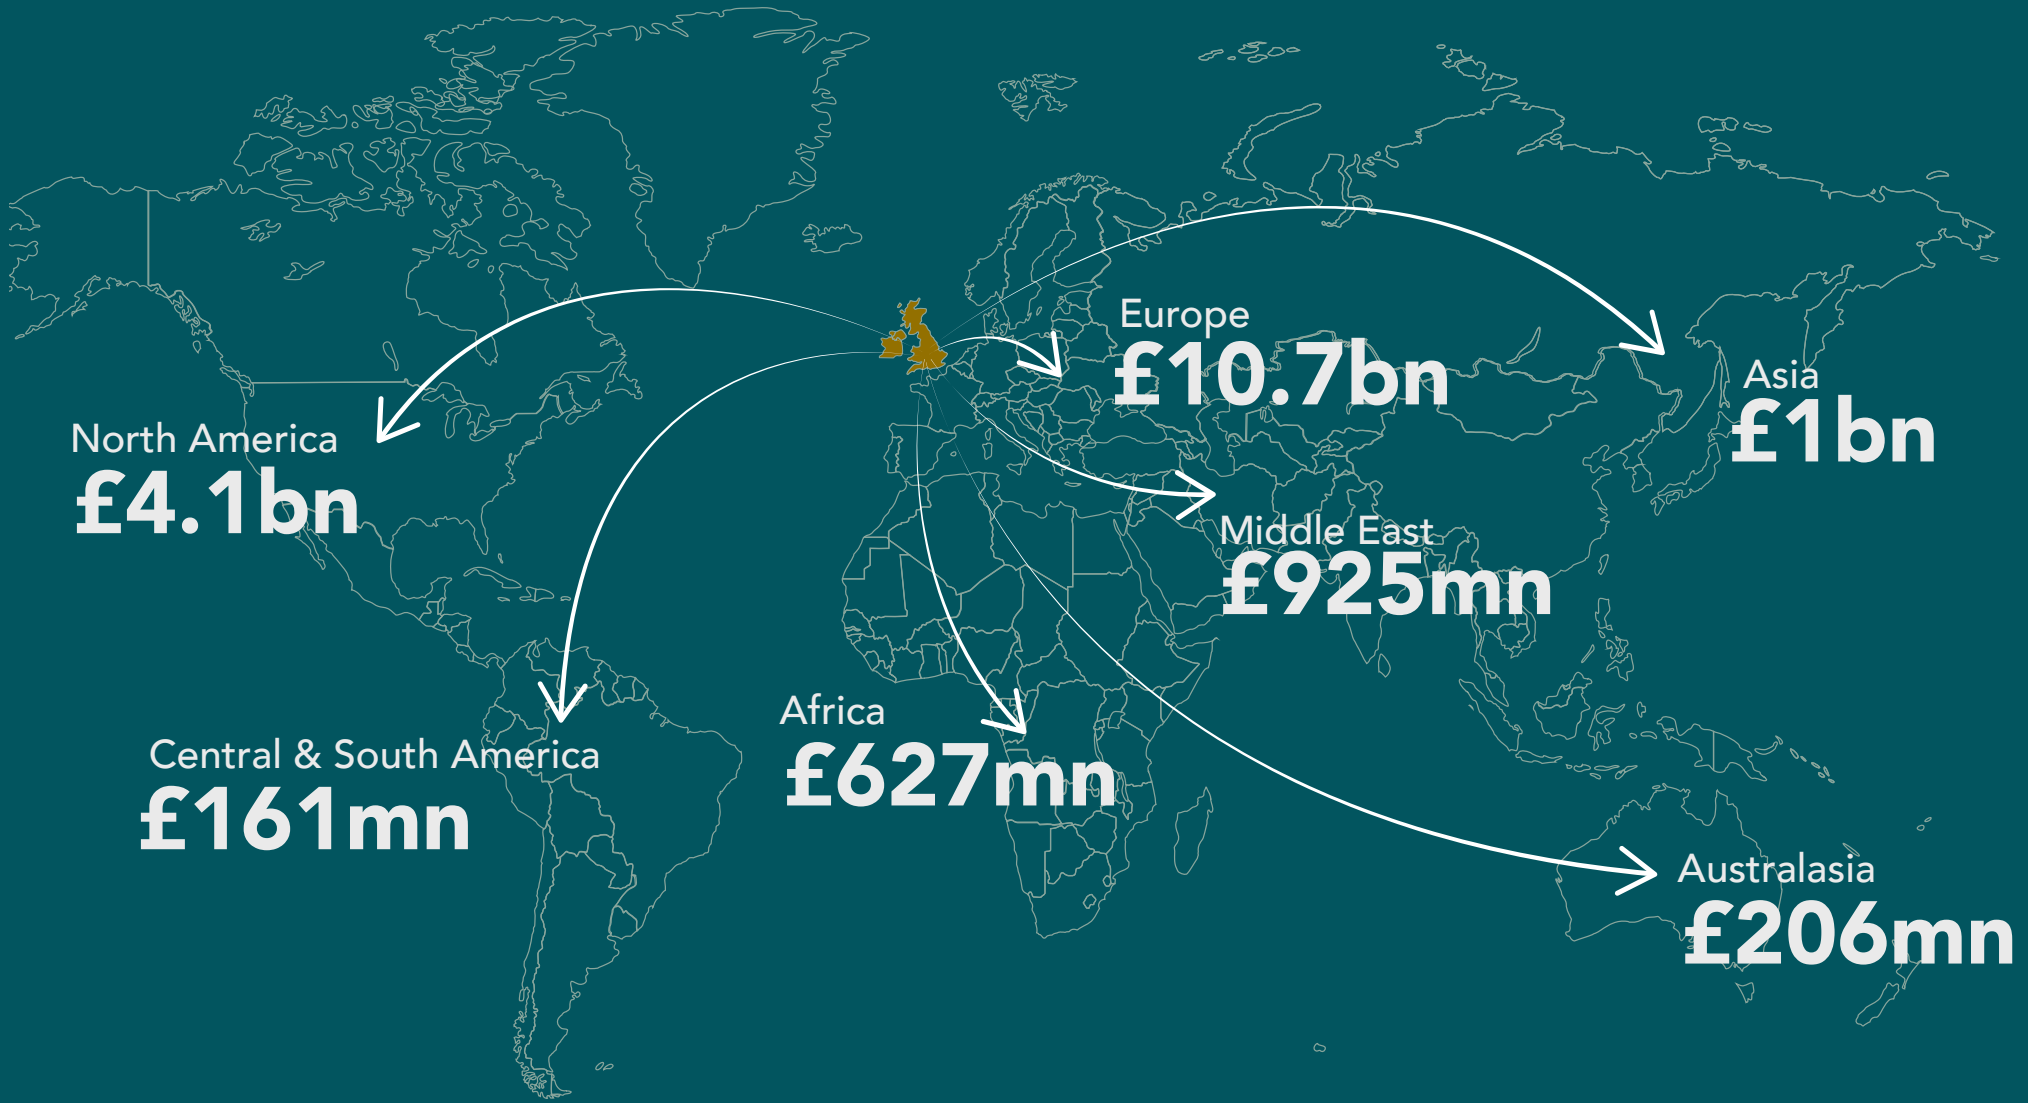 Europe
£10.7bn
Asia
£1bn
North America
£4.1bn
Middle East
£925mn
Africa
£627mn
Central & South America
£161mn
Australasia
£206mn